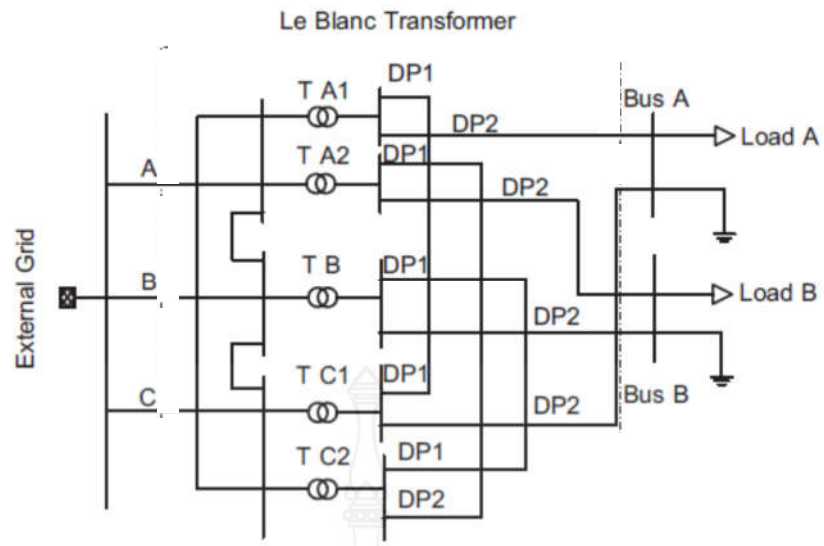 Le Blanc Transformer
DP1
T A1
Bus A
DP2
Load A
T A2
DP1
A
DP2
External Grid
T B
DP1
B
Load B
DP2
T C1
DP1
C
DP2
Bus B
T C2
DP1
DP2